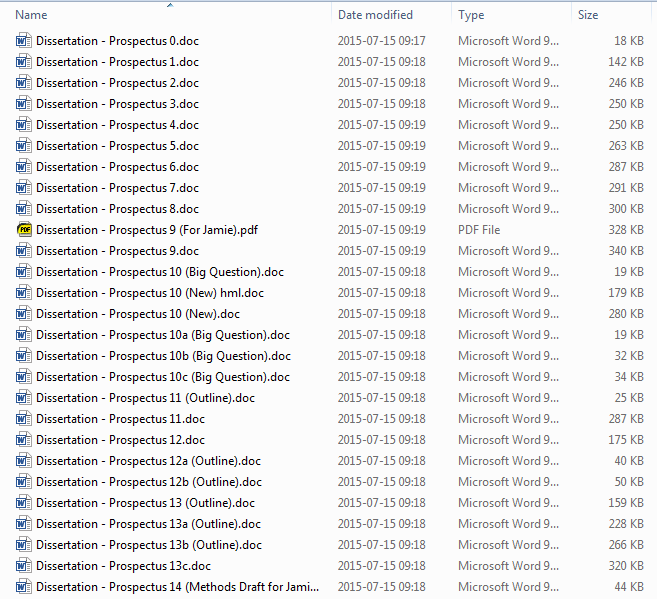 Name Date modified Type Size
Dissertation - Prospectus 0.doc 2015-07-15 09:17 Microsoft Word 9... 18 KB
Dissertation - Prospectus 1.doc 2015-07-15 09:18 Microsoft Word 9... 142 KB
Dissertation - Prospectus 2.doc 2015-07-15 09:18 Microsoft Word 9... 246 KB
Dissertation - Prospectus 3.doc 2015-07-15 09:18 Microsoft Word 9... 250 KB
Dissertation - Prospectus 4.doc 2015-07-15 09:19 Microsoft Word 9... 250 KB
Dissertation - Prospectus 5.doc 2015-07-15 09:19 Microsoft Word 9... 263 KB
Dissertation - Prospectus 6.doc 2015-07-15 09:19 Microsoft Word 9... 287 KB
Dissertation - Prospectus 7.doc 2015-07-15 09:19 Microsoft Word 9... 291 KB
Dissertation - Prospectus 8.doc 2015-07-15 09:19 Microsoft Word 9... 300 KB
Dissertation - Prospectus 9 (For Jamie).pdf 2015-07-15 09:19 PDF File 328 KB
Dissertation - Prospectus 9.doc 2015-07-15 09:19 Microsoft Word 9... 340 KB
Dissertation - Prospectus 10 (Big Question).doc 2015-07-15 09:18 Microsoft Word 9... 19 KB
Dissertation - Prospectus 10 (New) hml.doc 2015-07-15 09:18 Microsoft Word 9... 179 KB
Dissertation - Prospectus 10 (New).doc 2015-07-15 09:18 Microsoft Word 9... 280 KB
Dissertation - Prospectus 10a (Big Question).doc 2015-07-15 09:18 Microsoft Word 9... 19 KB
Dissertation - Prospectus 10b (Big Question).doc 2015-07-15 09:18 Microsoft Word 9... 32 KB
Dissertation - Prospectus 10c (Big Question).doc 2015-07-15 09:18 Microsoft Word 9... 34 KB
Dissertation - Prospectus 11 (Outline).doc 2015-07-15 09:18 Microsoft Word 9... 25 KB
Dissertation - Prospectus 11.doc 2015-07-15 09:18 Microsoft Word 9... 287 KB
Dissertation - Prospectus 12.doc 2015-07-15 09:18 Microsoft Word 9... 175 KB
Dissertation - Prospectus 12a (Outline).doc 2015-07-15 09:18 Microsoft Word 9... 40 KB
Dissertation - Prospectus 12b (Outline).doc 2015-07-15 09:18 Microsoft Word 9... 50 KB
Dissertation - Prospectus 13 (Outline).doc 2015-07-15 09:18 Microsoft Word 9... 159 KB
Dissertation - Prospectus 13a (Outline).doc 2015-07-15 09:18 Microsoft Word 9... 228 KB
Dissertation - Prospectus 13b (Outline).doc 2015-07-15 09:18 Microsoft Word 9... 266 KB
Dissertation - Prospectus 13c.doc 2015-07-15 09:18 Microsoft Word 9... 320 KB
Dissertation - Prospectus 14 (Methods Draft for Jami... 2015-07-15 09:18 Microsoft Word 9... 44 KB